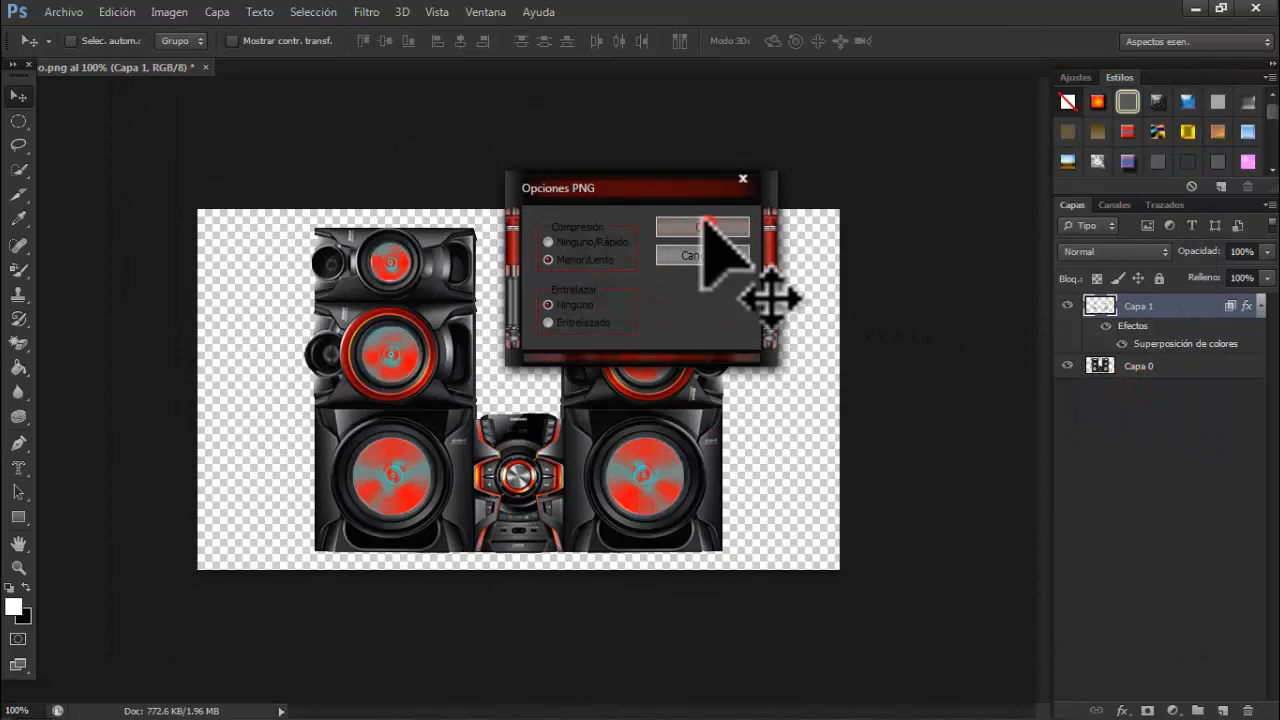 Ps Archivo Edición Imagen Capa Texto Selección Filtro 3D Vista Ventana Ayuda
Selec. autom.: Grupo Mostrar contr. transf. Modo 3D: Aspectos esen.
o.png al 100% (Capa 1, RGB/8) * ×
Ajustes Estilos
Opciones PNG
Compresión
Ninguno/Rápido
Menor/Lento
Entrelazar
Ninguno
Entrelazado
Capas Canales Trazados
Tipo
Normal Opacidad: 100%
Bloq.: Relleno: 100%
Capa 1 fx
Efectos
Superposición de colores
Capa 0
SAMSUNG
100% Doc: 772.6 KB/1.96 MB